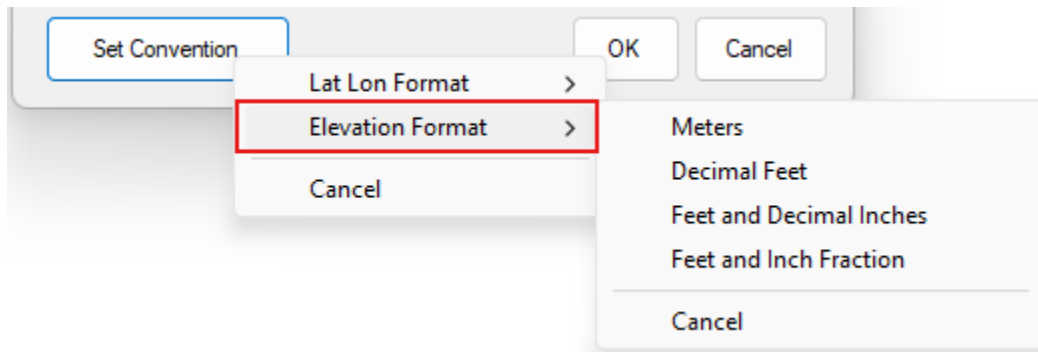 Set Convention
OK
Cancel
Lat Lon Format
Elevation Format
Cancel
Meters
Decimal Feet
Feet and Decimal Inches
Feet and Inch Fraction
Cancel